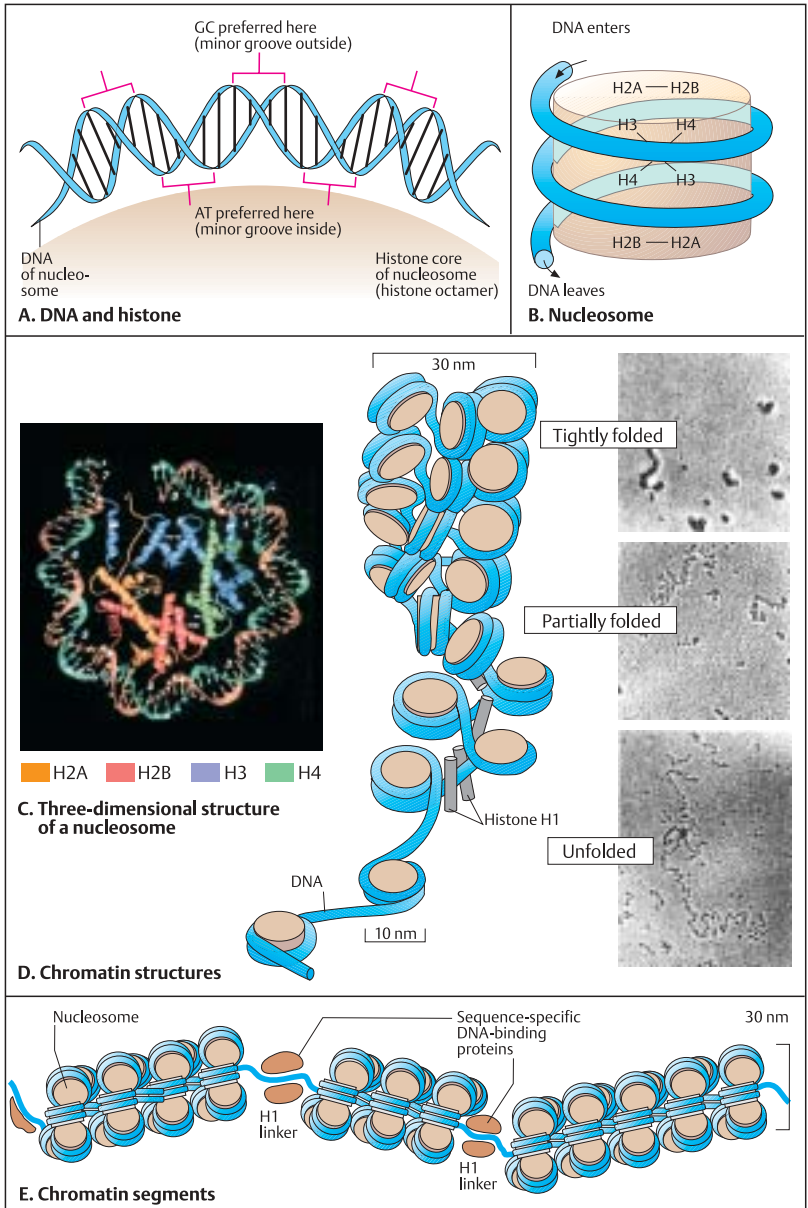 GC preferred here
(minor groove outside)
AT preferred here
(minor groove inside)
DNA
of nucleo-
some
Histone core
of nucleosome
(histone octamer)
A. DNA and histone
DNA enters
H2A — H2B
H3 H4
H4 H3
H2B — H2A
DNA leaves
B. Nucleosome
H2A H2B H3 H4
C. Three-dimensional structure
of a nucleosome
30 nm
Tightly folded
Partially folded
Histone H1
Unfolded
DNA
10 nm
D. Chromatin structures
Nucleosome
Sequence-specific
DNA-binding
proteins
30 nm
H1
linker
H1
linker
E. Chromatin segments